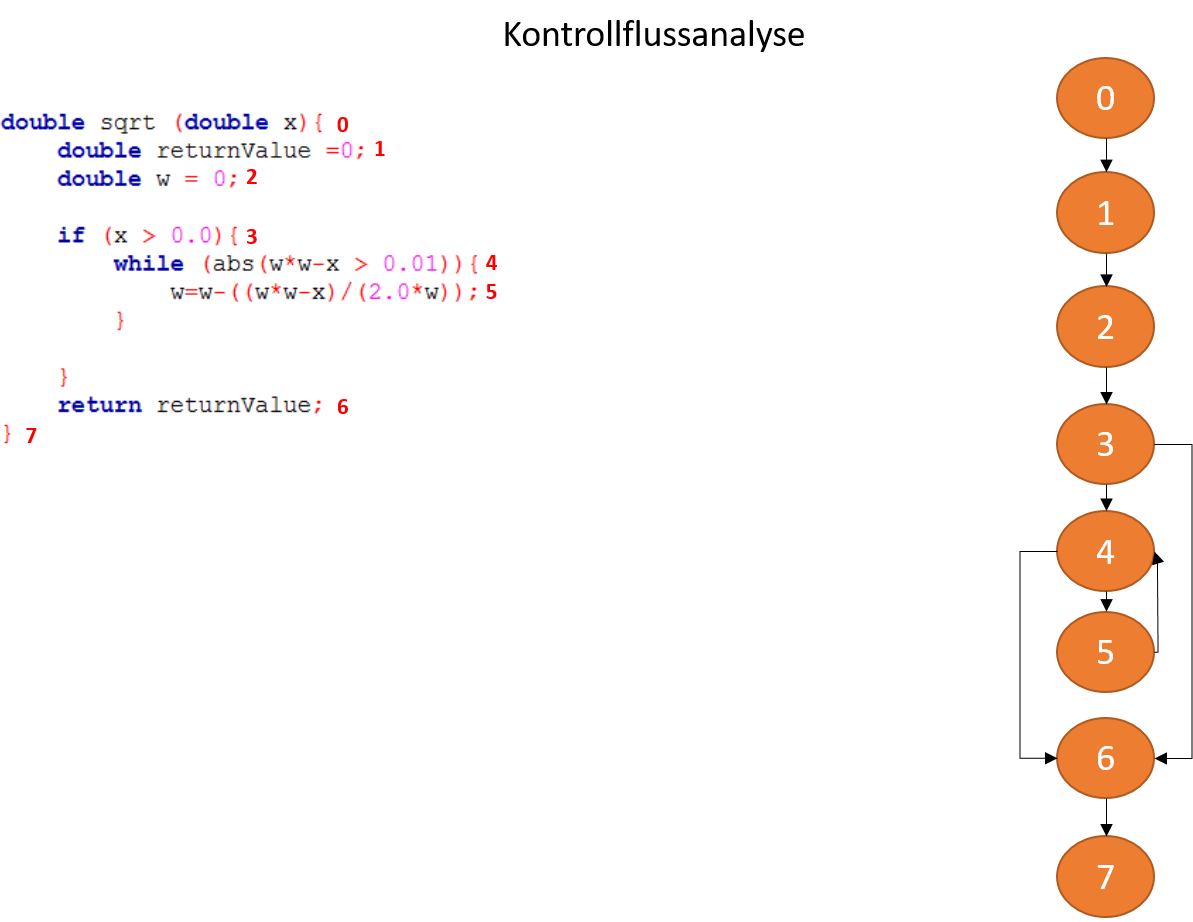 Kontrollflussanalyse
double sqrt (double x){ 0
double returnValue =0; 1
double w = 0; 2
if (x > 0.0){ 3
while (abs(w*w-x > 0.01)){ 4
w=w-((w*w-x)/(2.0*w)); 5
}
}
return returnValue; 6
} 7
0
1
2
3
4
5
6
7